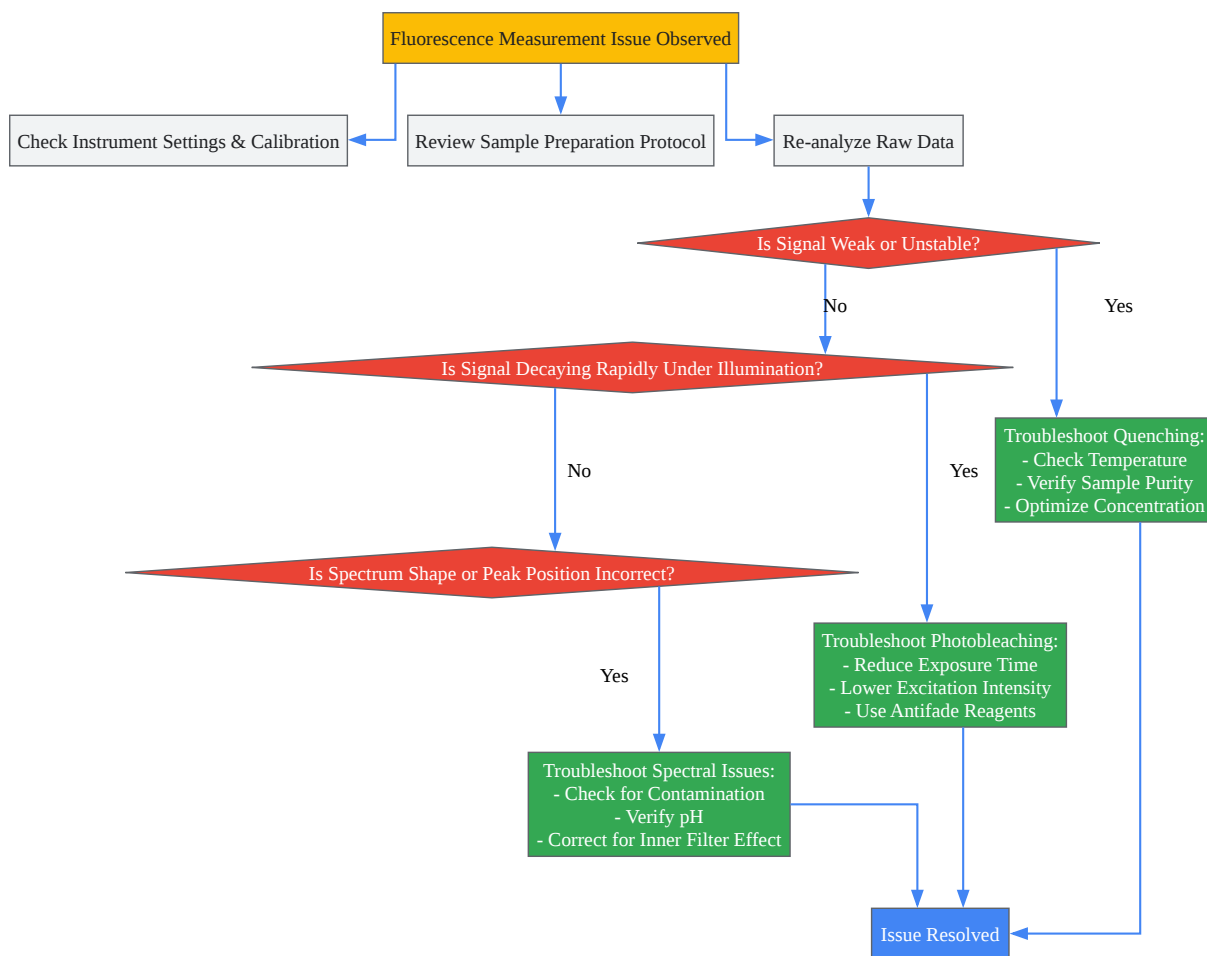 Fluorescence Measurement Issue Observed
Check Instrument Settings & Calibration
Review Sample Preparation Protocol
Re-analyze Raw Data
Is Signal Weak or Unstable?
No
Yes
Is Signal Decaying Rapidly Under Illumination?
Troubleshoot Quenching:
- Check Temperature
- Verify Sample Purity
- Optimize Concentration
No
Yes
Is Spectrum Shape or Peak Position Incorrect?
Troubleshoot Photobleaching:
- Reduce Exposure Time
- Lower Excitation Intensity
- Use Antifade Reagents
Yes
Troubleshoot Spectral Issues:
- Check for Contamination
- Verify pH
- Correct for Inner Filter Effect
Issue Resolved